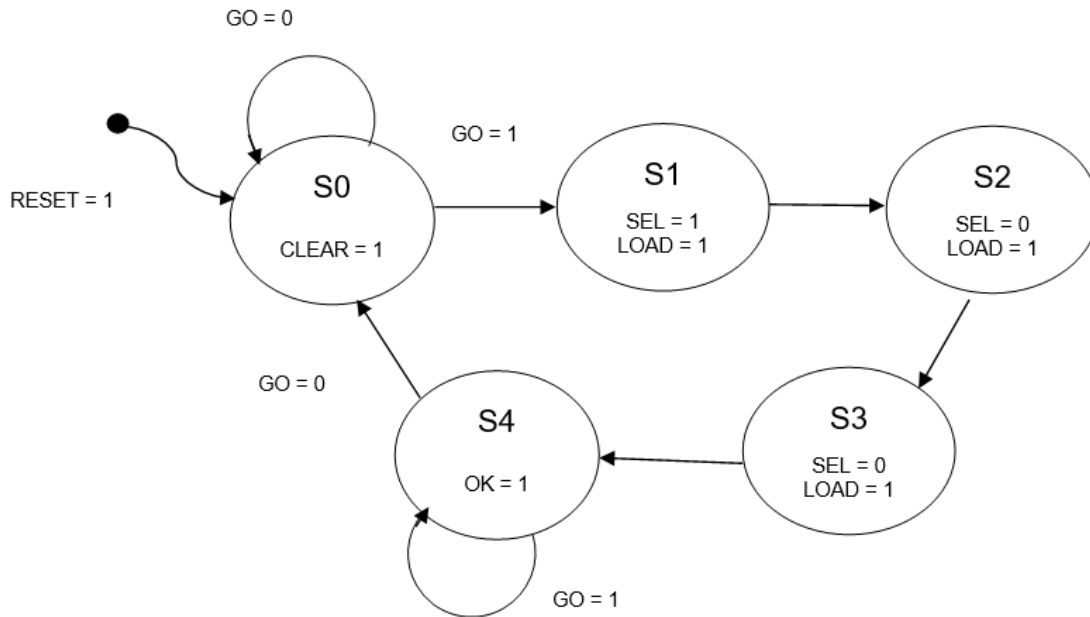 GO = 0
RESET = 1
S0
CLEAR = 1
GO = 1
S1
SEL = 1
LOAD = 1
S2
SEL = 0
LOAD = 1
S3
SEL = 0
LOAD = 1
S4
OK = 1
GO = 0
GO = 1